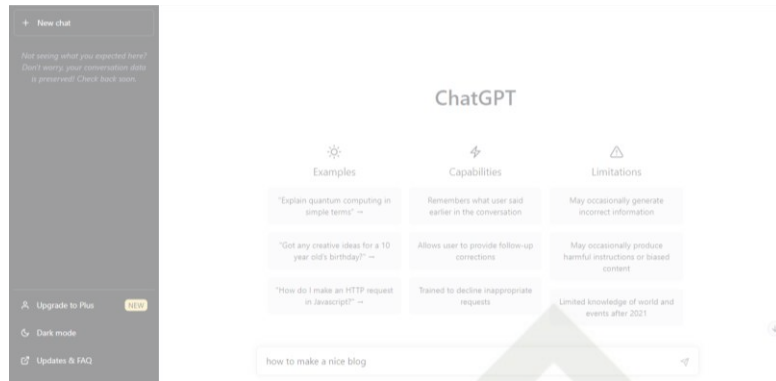 + New chat
Not seeing what you expected here?
Don't worry, your conversation data
is preserved! Check back soon.
Upgrade to Plus NEW
Dark mode
Updates & FAQ
ChatGPT
Examples
"Explain quantum computing in
simple terms" →
"Got any creative ideas for a 10
year old's birthday?" →
"How do I make an HTTP request
in Javascript?" →
Capabilities
Remembers what user said
earlier in the conversation
Allows user to provide follow-up
corrections
Trained to decline inappropriate
requests
Limitations
May occasionally generate
incorrect information
May occasionally produce
harmful instructions or biased
content
Limited knowledge of world and
events after 2021
how to make a nice blog